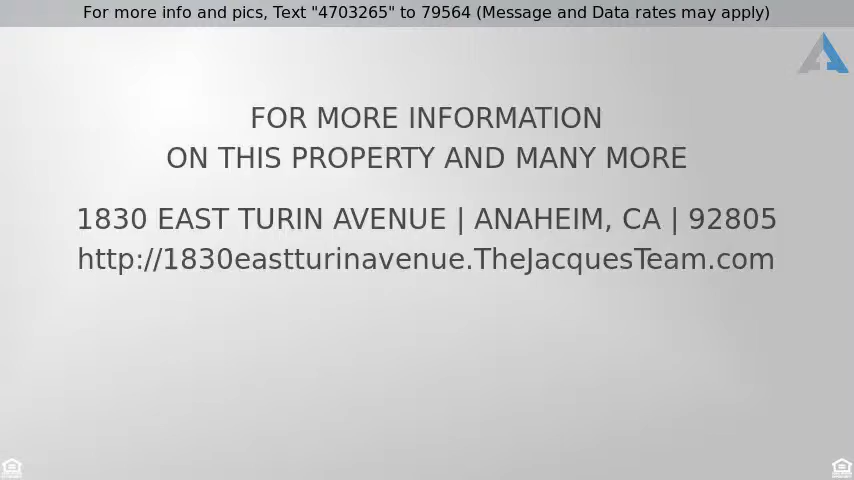 For more info and pics, Text "4703265" to 79564 (Message and Data rates may apply)
FOR MORE INFORMATION
ON THIS PROPERTY AND MANY MORE
1830 EAST TURIN AVENUE | ANAHEIM, CA | 92805
http://1830eastturinavenue.TheJacquesTeam.com